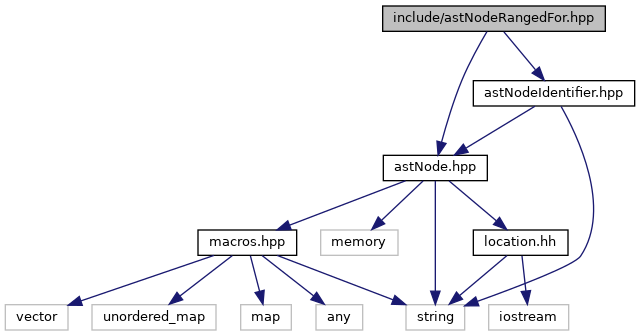 include/astNodeRangedFor.hpp
astNodeIdentifier.hpp
astNode.hpp
macros.hpp
memory
location.hh
vector
unordered_map
map
any
string
iostream